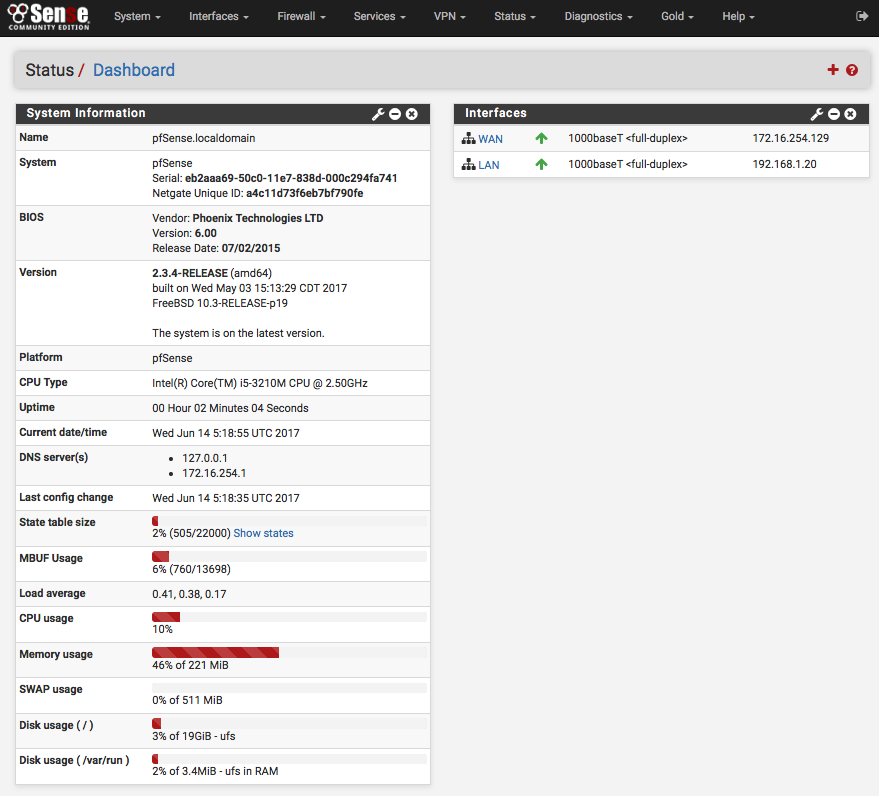 Sense
COMMUNITY EDITION
System Interfaces Firewall Services VPN Status Diagnostics Gold Help
Status / Dashboard
System Information
Name pfSense.localdomain
System pfSense
Serial: eb2aaa69-50c0-11e7-838d-000c294fa741
Netgate Unique ID: a4c11d73f6eb7bf790fe
BIOS Vendor: Phoenix Technologies LTD
Version: 6.00
Release Date: 07/02/2015
Version 2.3.4-RELEASE (amd64)
built on Wed May 03 15:13:29 CDT 2017
FreeBSD 10.3-RELEASE-p19
The system is on the latest version.
Platform pfSense
CPU Type Intel(R) Core(TM) i5-3210M CPU @ 2.50GHz
Uptime 00 Hour 02 Minutes 04 Seconds
Current date/time Wed Jun 14 5:18:55 UTC 2017
DNS server(s) • 127.0.0.1
• 172.16.254.1
Last config change Wed Jun 14 5:18:35 UTC 2017
State table size
2% (505/22000) Show states
MBUF Usage
6% (760/13698)
Load average 0.41, 0.38, 0.17
CPU usage
10%
Memory usage
46% of 221 MiB
SWAP usage
0% of 511 MiB
Disk usage ( / )
3% of 19GiB - ufs
Disk usage ( /var/run )
2% of 3.4MiB - ufs in RAM
Interfaces
WAN 1000baseT <full-duplex> 172.16.254.129
LAN 1000baseT <full-duplex> 192.168.1.20